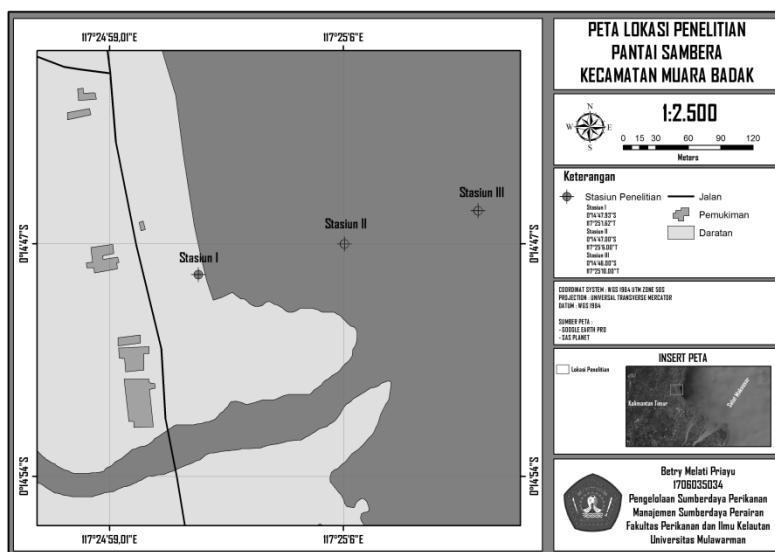 117°24'59,01"E
117°25'6"E
0°14'47"S
0°14'54"S
Stasiun III
Stasiun II
Stasiun I
0°14'47"S
0°14'54"S
117°24'59,01"E
117°25'6"E
PETA LOKASI PENELITIAN
PANTAI SAMBERA
KECAMATAN MUARA BADAK
N
W
E
S
1:2.500
0 15 30 60 90 120
Meters
Keterangan
Stasiun Penelitian
Stasiun I
0°14'47.93"S
117°25'1.62"T
Stasiun II
0°14'47.00"S
117°25'6.00"T
Stasiun III
0°14'46.00"S
117°25'10.00"T
Jalan
Pemukiman
Daratan
COORDINAT SYSTEM : WGS 1984 UTM ZONE 50S
PROJECTION : UNIVERSAL TRANSVERSE MERCATOR
DATUM : WGS 1984
SUMBER PETA :
- GOOGLE EARTH PRO
- SAS PLANET
INSERT PETA
Lokasi Penelitian
Kalimantan Timur
Selat Makassar
Betry Melati Priayu
1706035034
Pengelolaan Sumberdaya Perikanan
Manajemen Sumberdaya Perairan
Fakultas Perikanan dan Ilmu Kelautan
Universitas Mulawarman